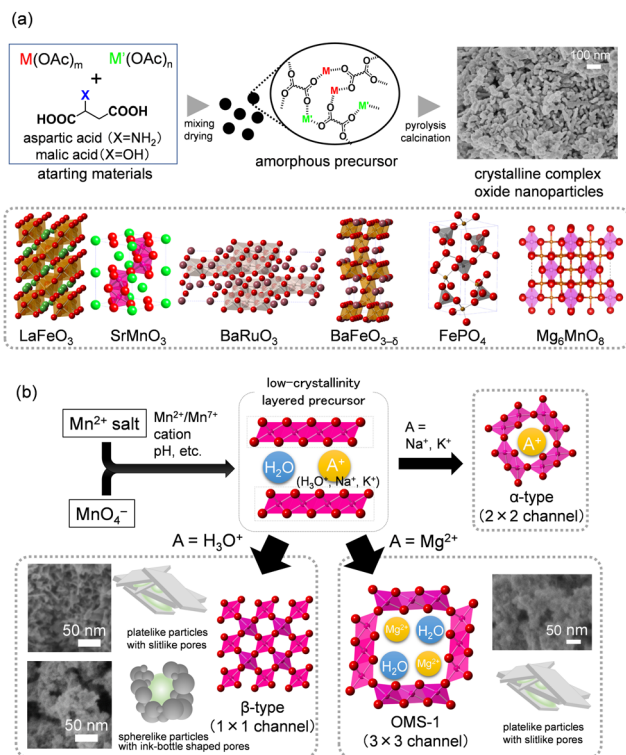 (a)
M(OAc)m M'(OAc)n
+
X
HOOC COOH
aspartic acid (X=NH₂)
malic acid(X=OH)
atarting materials
mixing
drying
M
M
M'
M'
amorphous precursor
pyrolysis
calcination
100 nm
crystalline complex
oxide nanoparticles
LaFeO₃ SrMnO₃ BaRuO₃ BaFeO₃₋δ FePO₄ Mg₆MnO₈
(b)
Mn²⁺ salt
MnO₄⁻
Mn²⁺/Mn⁷⁺
cation
pH, etc.
low-crystallinity
layered precursor
H₂O A⁺
(H₃O⁺, Na⁺, K⁺)
A =
Na⁺, K⁺
A⁺
α-type
(2×2 channel)
A = H₃O⁺
A = Mg²⁺
50 nm
platelike particles
with slitlike pores
50 nm
spherelike particles
with ink-bottle shaped pores
β-type
(1×1 channel)
Mg²⁺ H₂O
H₂O Mg²⁺
OMS-1
(3×3 channel)
50 nm
platelike particles
with slitlike pores